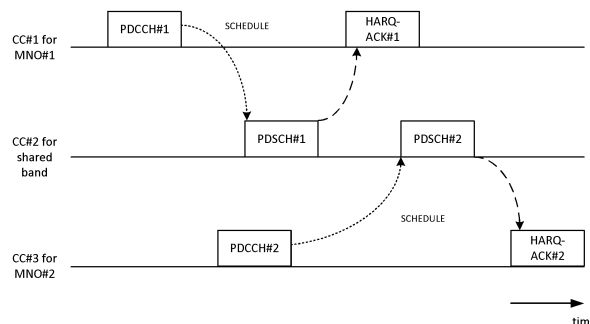 CC#1 for
MNO#1
PDCCH#1
SCHEDULE
HARQ-
ACK#1
CC#2 for
shared
band
PDSCH#1
PDSCH#2
SCHEDULE
CC#3 for
MNO#2
PDCCH#2
HARQ-
ACK#2
tim